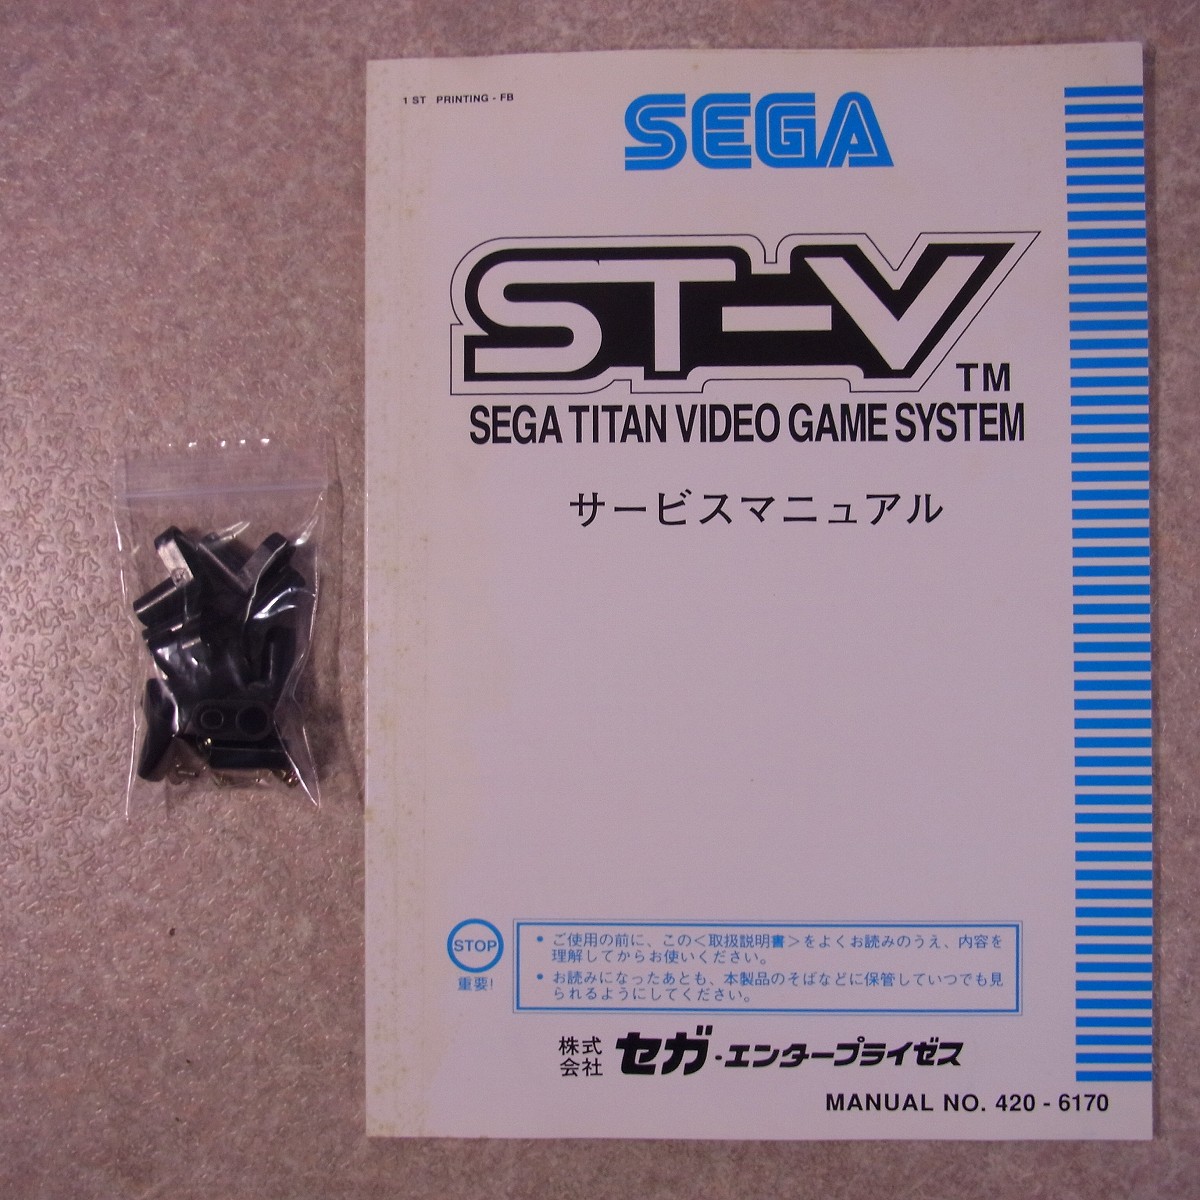 1 ST PRINTING - FB
SEGA
ST-V
TM
SEGA TITAN VIDEO GAME SYSTEM
サービスマニュアル
STOP
重要!
• ご使用の前に、この<取扱説明書>をよくお読みのうえ、内容を
理解してからお使いください。
• お読みになったあとも、本製品のそばなどに保管していつでも見
られるようにしてください。
株式
会社
セガ・エンタープライゼス
MANUAL NO. 420 - 6170